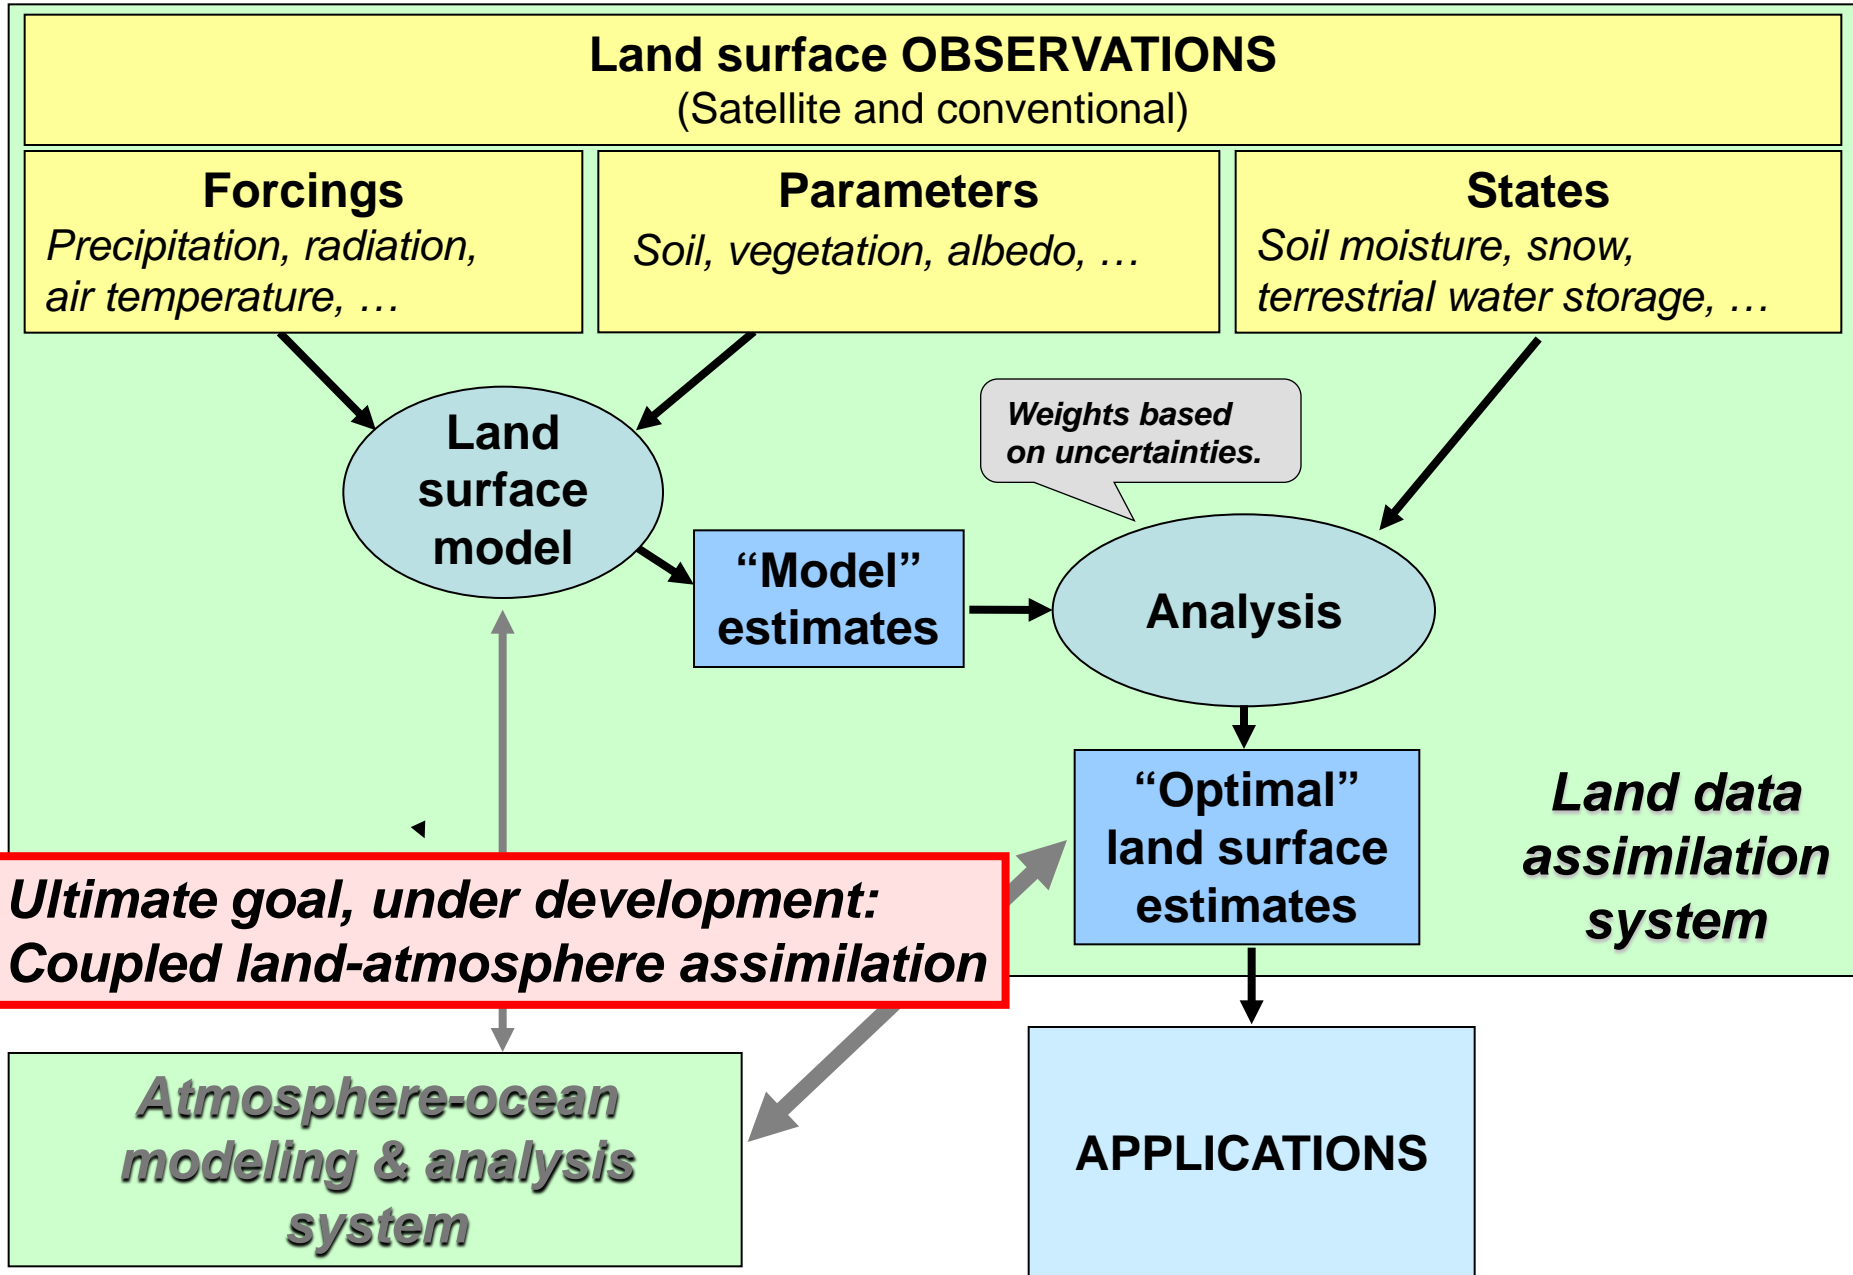 Land surface OBSERVATIONS
(Satellite and conventional)
Forcings
Precipitation, radiation,
air temperature, …
Parameters
Soil, vegetation, albedo, …
States
Soil moisture, snow,
terrestrial water storage, …
Land
surface
model
Weights based
on uncertainties.
“Model”
estimates
Analysis
“Optimal”
land surface
estimates
Land data
assimilation
system
Ultimate goal, under development:
Coupled land-atmosphere assimilation
Atmosphere-ocean
modeling & analysis
system
APPLICATIONS